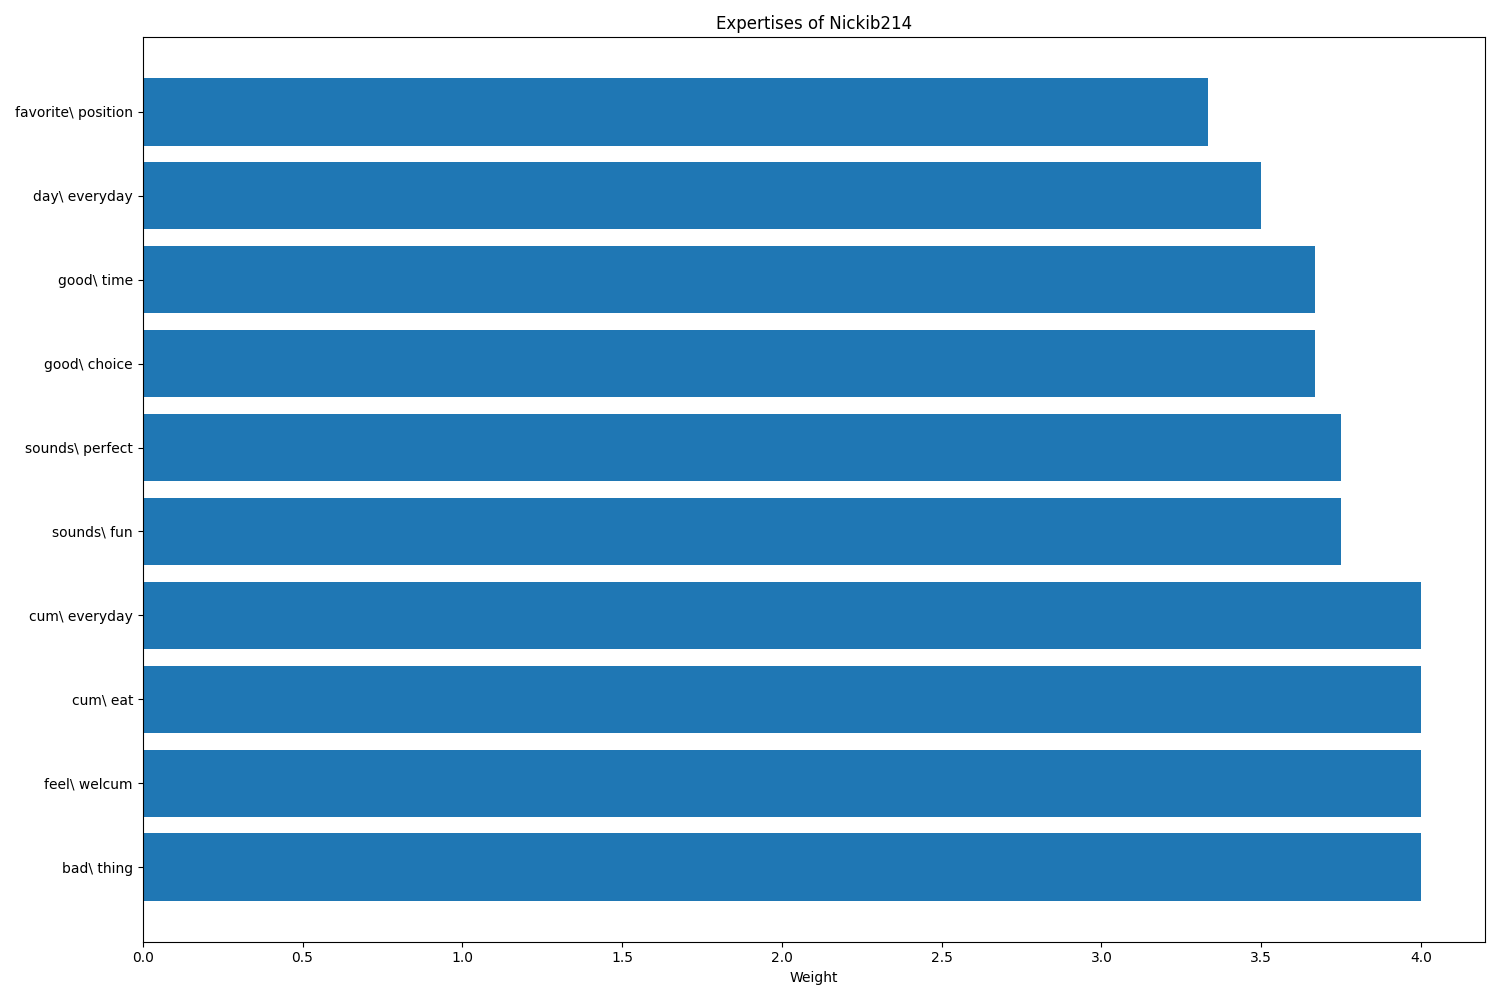 Expertises of Nickib214
favorite\ position
day\ everyday
good\ time
good\ choice
sounds\ perfect
sounds\ fun
cum\ everyday
cum\ eat
feel\ welcum
bad\ thing
0.0 0.5 1.0 1.5 2.0 2.5 3.0 3.5 4.0
Weight